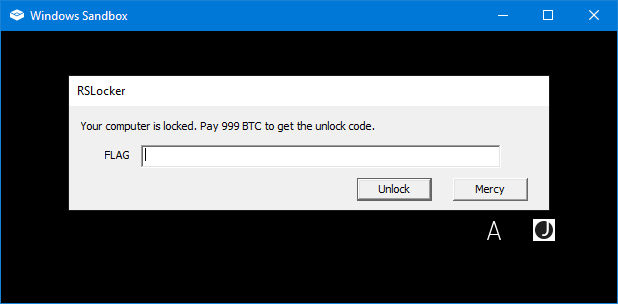 Windows Sandbox
RSLocker
Your computer is locked. Pay 999 BTC to get the unlock code.
FLAG
Unlock Mercy
A J